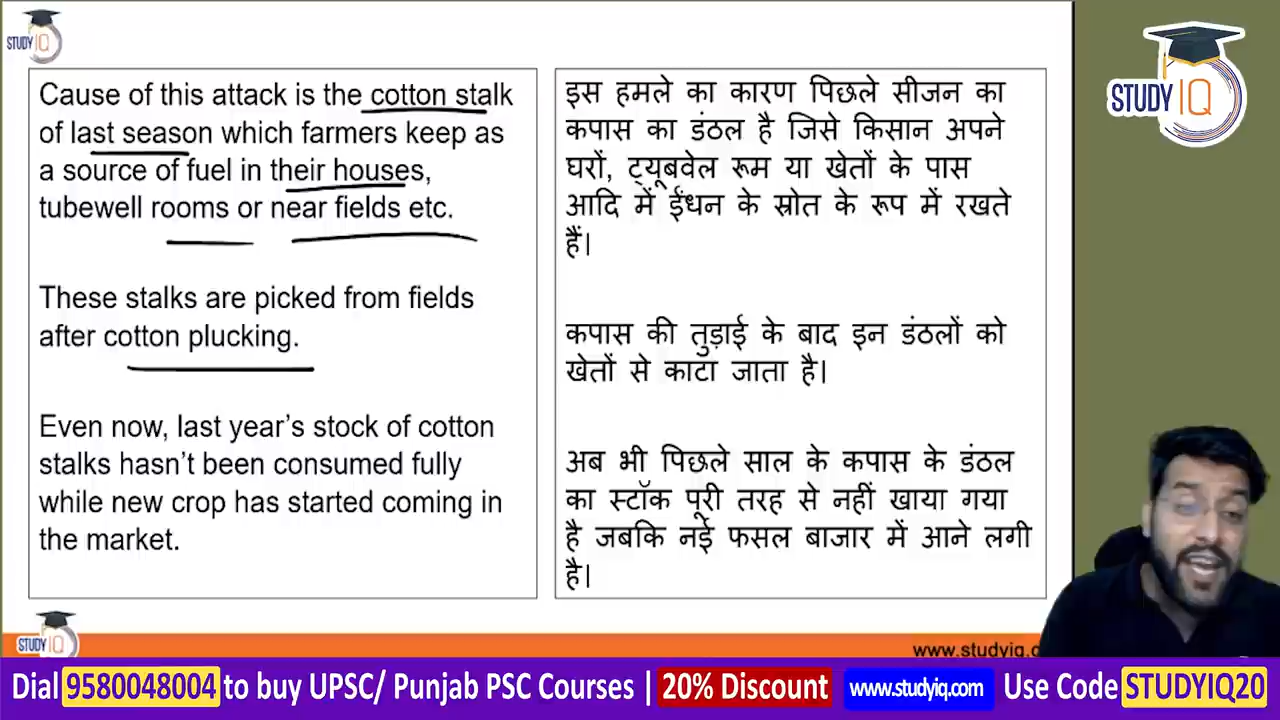 STUDY IQ
STUDY IQ
Cause of this attack is the cotton stalk
of last season which farmers keep as
a source of fuel in their houses,
tubewell rooms or near fields etc.
These stalks are picked from fields
after cotton plucking.
Even now, last year's stock of cotton
stalks hasn't been consumed fully
while new crop has started coming in
the market.
इस हमले का कारण पिछले सीजन का
कपास का डंठल है जिसे किसान अपने
घरों, ट्यूबवेल रूम या खेतों के पास
आदि में ईंधन के स्रोत के रूप में रखते
हैं।
कपास की तुड़ाई के बाद इन डंठलों को
खेतों से काटा जाता है।
अब भी पिछले साल के कपास के डंठल
का स्टॉक पूरी तरह से नहीं खाया गया
है जबकि नई फसल बाजार में आने लगी
है।
STUDY IQ
www.studyiq.c
Dial 9580048004 to buy UPSC/ Punjab PSC Courses | 20% Discount www.studyiq.com Use Code STUDYIQ20